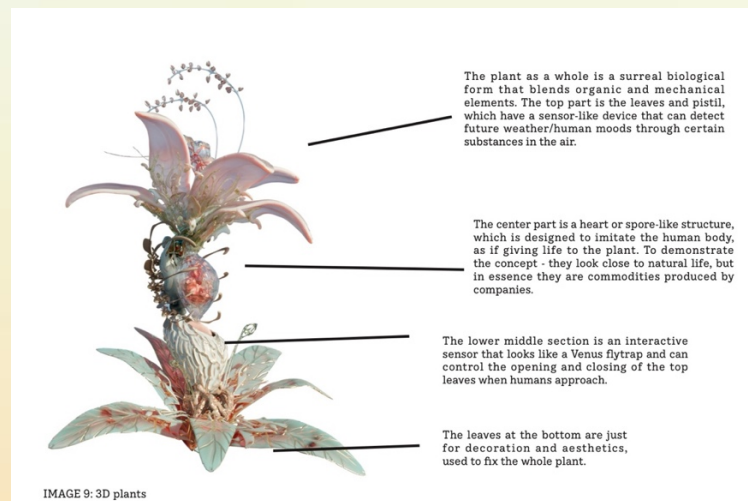 The plant as a whole is a surreal biological
form that blends organic and mechanical
elements. The top part is the leaves and pistil,
which have a sensor-like device that can detect
future weather/human moods through certain
substances in the air.
The center part is a heart or spore-like structure,
which is designed to imitate the human body,
as if giving life to the plant. To demonstrate
the concept - they look close to natural life, but
in essence they are commodities produced by
companies.
The lower middle section is an interactive
sensor that looks like a Venus flytrap and can
control the opening and closing of the top
leaves when humans approach.
The leaves at the bottom are just
for decoration and aesthetics,
used to fix the whole plant.
IMAGE 9: 3D plants